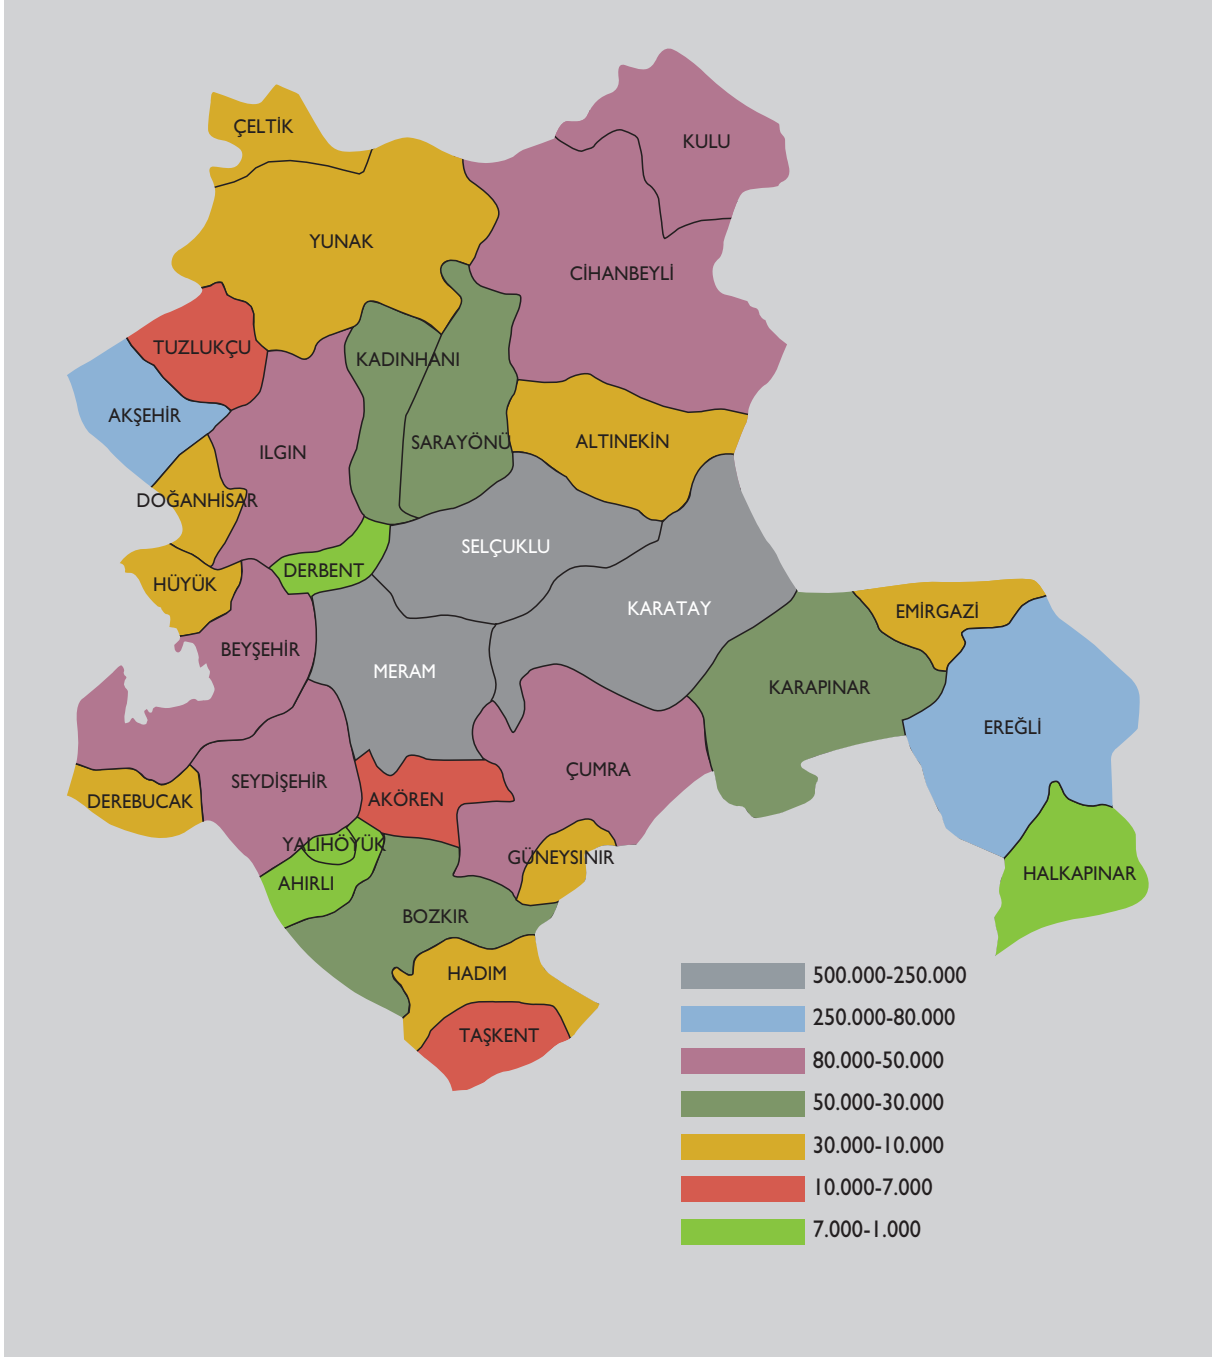 ÇELTİK
KULU
YUNAK
CİHANBEYLİ
TUZLUKÇU
KADINHANI
AKŞEHİR
SARAYÖNÜ
ALTINEKİN
ILGIN
DOĞANHİSAR
SELÇUKLU
DERBENT
HÜYÜK
KARATAY
EMİRGAZİ
BEYŞEHİR
MERAM
KARAPINAR
EREĞLİ
ÇUMRA
SEYDİŞEHİR
DEREBUCAK
AKÖREN
YALIHÖYÜK
GÜNEYSINIR
HALKAPINAR
AHIRLI
BOZKIR
HADIM
TAŞKENT
500.000-250.000
250.000-80.000
80.000-50.000
50.000-30.000
30.000-10.000
10.000-7.000
7.000-1.000